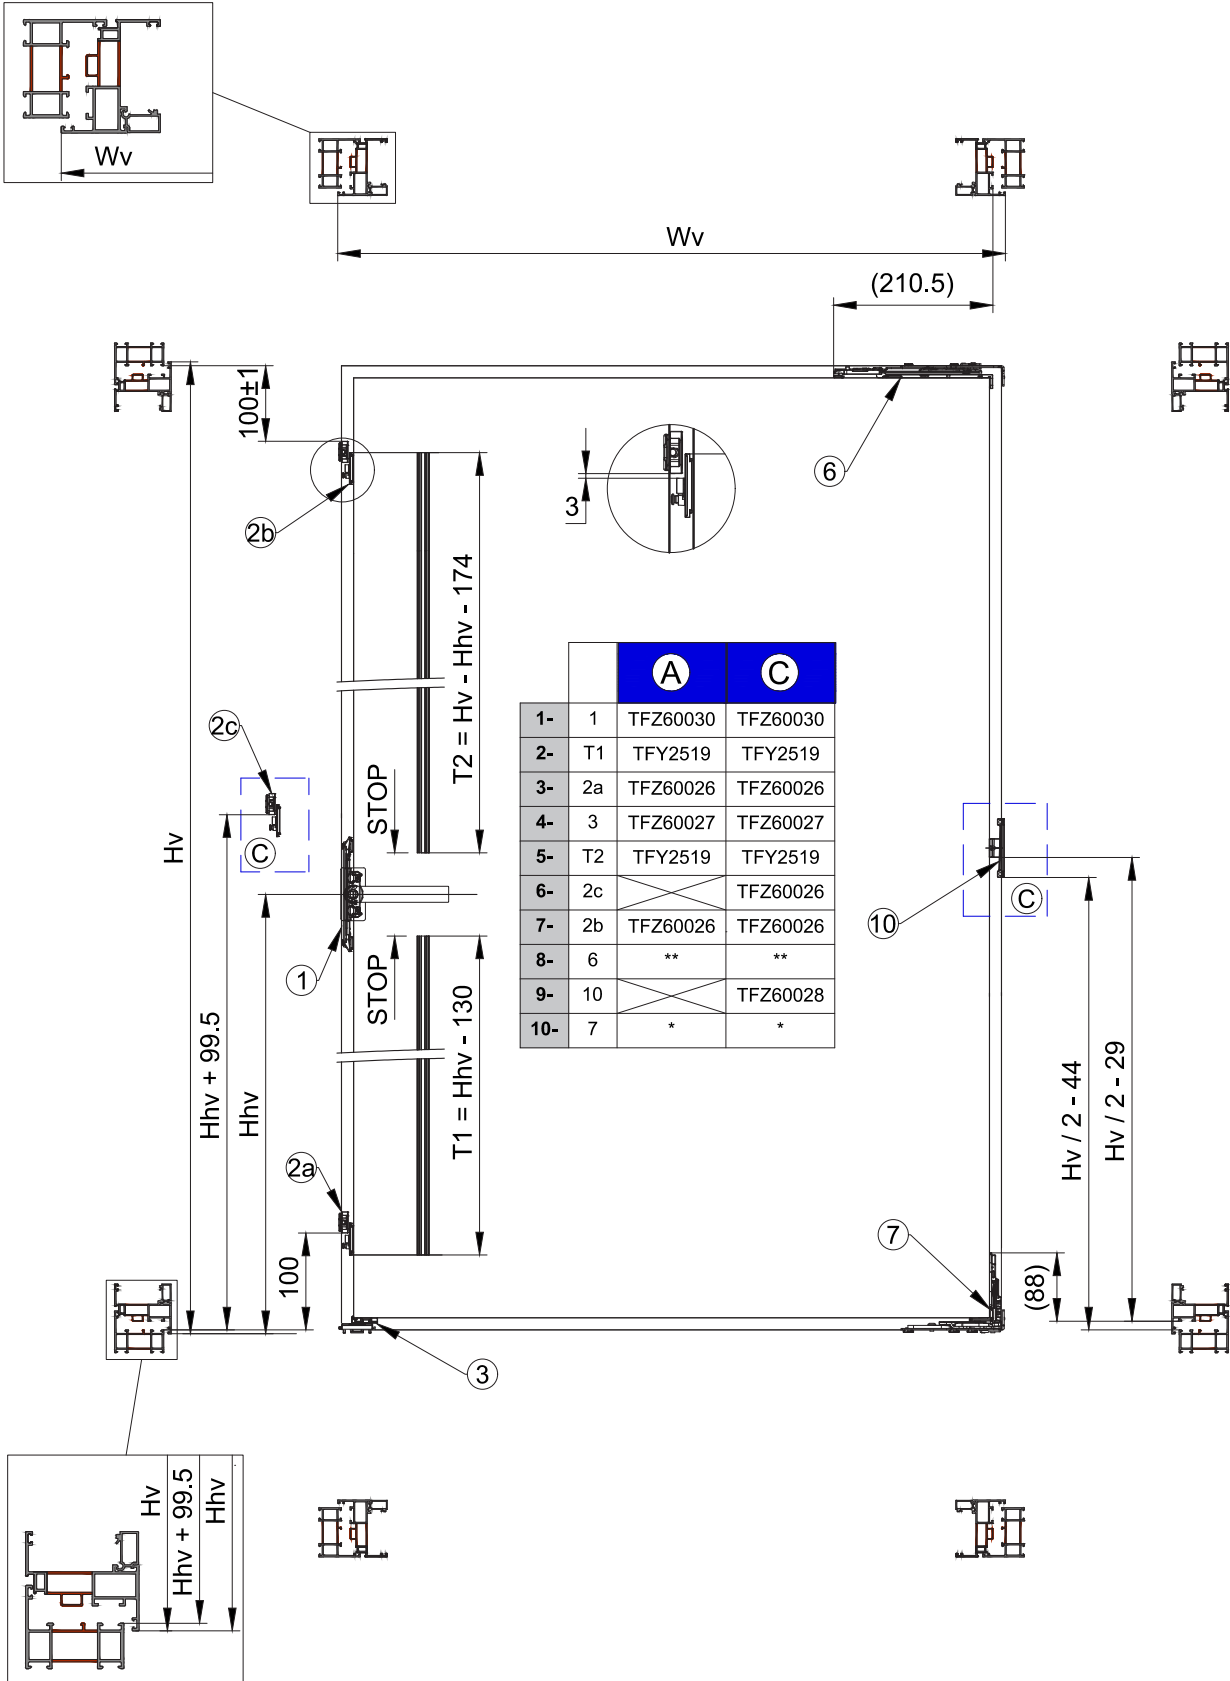 Wv
Wv
(210.5)
100±1
6
3
2b
T2 = Hv - Hhv - 174
A C
1- 1 TFZ60030 TFZ60030
2- T1 TFY2519 TFY2519
3- 2a TFZ60026 TFZ60026
4- 3 TFZ60027 TFZ60027
5- T2 TFY2519 TFY2519
6- 2c TFZ60026
7- 2b TFZ60026 TFZ60026
8- 6 ** **
9- 10 TFZ60028
10- 7 * *
2c
STOP
C
Hv
10
C
1
STOP
Hhv + 99.5
Hhv
T1 = Hhv - 130
Hv / 2 - 44
Hv / 2 - 29
2a
100
7
(88)
3
Hv
Hhv + 99.5
Hhv